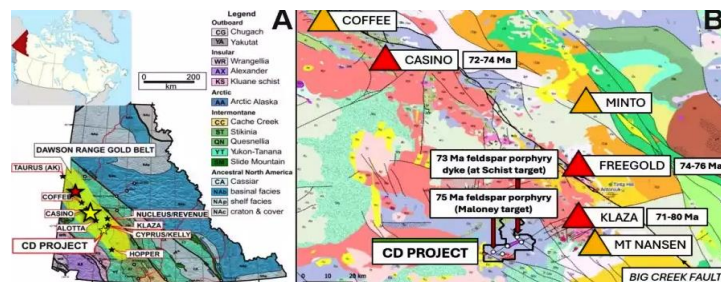 A
Legend
Outboard
CG Chugach
YA Yakutat
Insular
WR Wrangellia
AX Alexander
KS Kluane schist
Arctic
AA Arctic Alaska
Intermontane
CC Cache Creek
ST Stikinia
QN Quesnellia
YT Yukon-Tanana
SM Slide Mountain
Ancestral North America
CA Cassiar
NAb basinal facies
NAp shelf facies
NAc craton & cover
0 200
km
DAWSON RANGE GOLD BELT
TAURUS (AK)
COFFEE
CASINO
NUCLEUS/REVENUE
ALOTTA
KLAZA
CYPRUS/KELLY
CD PROJECT
HOPPER
B
COFFEE
CASINO
72-74 Ma
MINTO
73 Ma feldspar porphyry
dyke (at Schist target)
FREEGOLD
74-76 Ma
75 Ma feldspar porphyry
(Maloney target)
KLAZA
71-80 Ma
CD PROJECT
MT NANSEN
BIG CREEK FAULT
0 10 20 km